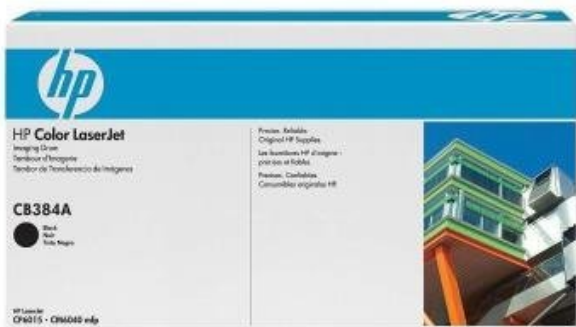 hp
HP Color LaserJet
Imaging Drum
Tambour d'imagerie
Tambor de Transferencia de Imágenes
CB384A
Black
Noir
Tinta Negra
HP LaserJet
CP6015 • CM6040 mfp
Precise. Reliable.
Original HP Supplies.
Les fournitures HP d'origine -
précises et fiables.
Precisos. Confiables.
Consumibles originales HP.